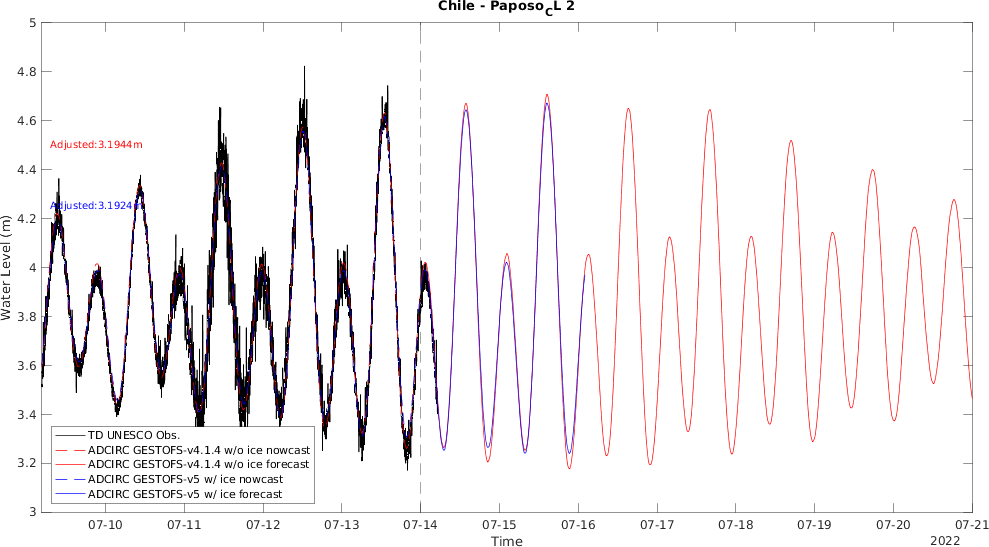 Chile - PaposoCL 2
5
4.8
4.6
4.4
4.2
4
3.8
3.6
3.4
3.2
3
Water Level (m)
Adjusted:3.1944m
Adjusted:3.1924m
TD UNESCO Obs.
ADCIRC GESTOFS-v4.1.4 w/o ice nowcast
ADCIRC GESTOFS-v4.1.4 w/o ice forecast
ADCIRC GESTOFS-v5 w/ ice nowcast
ADCIRC GESTOFS-v5 w/ ice forecast
07-10 07-11 07-12 07-13 07-14 07-15 07-16 07-17 07-18 07-19 07-20 07-21
Time
2022